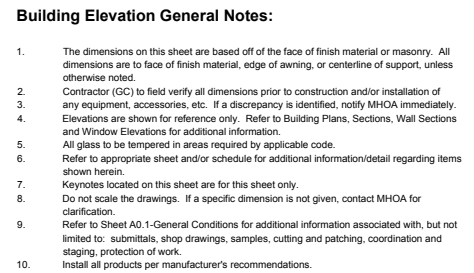 Building Elevation General Notes:
1. The dimensions on this sheet are based off of the face of finish material or masonry. All
dimensions are to face of finish material, edge of awning, or centerline of support, unless
otherwise noted.
2. Contractor (GC) to field verify all dimensions prior to construction and/or installation of
3. any equipment, accessories, etc. If a discrepancy is identified, notify MHOA immediately.
4. Elevations are shown for reference only. Refer to Building Plans, Sections, Wall Sections
and Window Elevations for additional information.
5. All glass to be tempered in areas required by applicable code.
6. Refer to appropriate sheet and/or schedule for additional information/detail regarding items
shown herein.
7. Keynotes located on this sheet are for this sheet only.
8. Do not scale the drawings. If a specific dimension is not given, contact MHOA for
clarification.
9. Refer to Sheet A0.1-General Conditions for additional information associated with, but not
limited to: submittals, shop drawings, samples, cutting and patching, coordination and
staging, protection of work.
10. Install all products per manufacturer's recommendations.